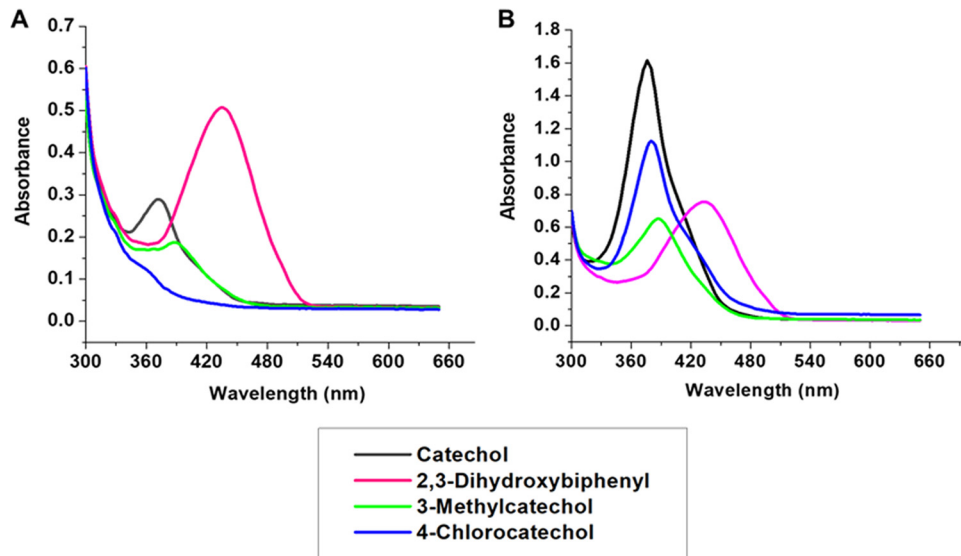 A
0.7
0.6
0.5
0.4
0.3
0.2
0.1
0.0
Absorbance
300 360 420 480 540 600 660
Wavelength (nm)
B
1.8
1.6
1.4
1.2
1.0
0.8
0.6
0.4
0.2
0.0
Absorbance
300 360 420 480 540 600 660
Wavelength (nm)
Catechol
2,3-Dihydroxybiphenyl
3-Methylcatechol
4-Chlorocatechol